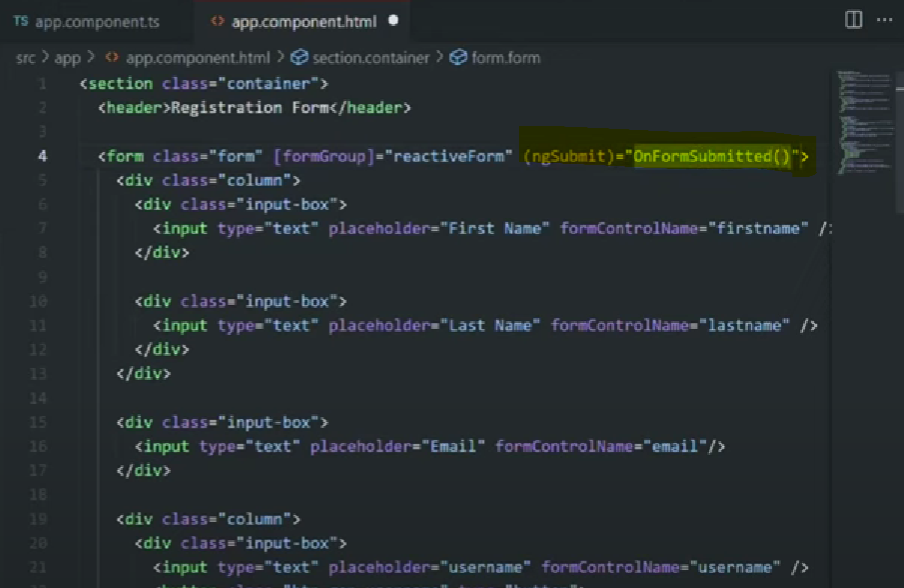 TS app.component.ts
<> app.component.html ●
src > app > <> app.component.html > section.container > form.form
1 <section class="container">
2 <header>Registration Form</header>
3
4 <form class="form" [formGroup]="reactiveForm" (ngSubmit)="OnFormSubmitted()">
5 <div class="column">
6 <div class="input-box">
7 <input type="text" placeholder="First Name" formControlName="firstname" />
8 </div>
9
10 <div class="input-box">
11 <input type="text" placeholder="Last Name" formControlName="lastname" />
12 </div>
13 </div>
14
15 <div class="input-box">
16 <input type="text" placeholder="Email" formControlName="email"/>
17 </div>
18
19 <div class="column">
20 <div class="input-box">
21 <input type="text" placeholder="username" formControlName="username" />